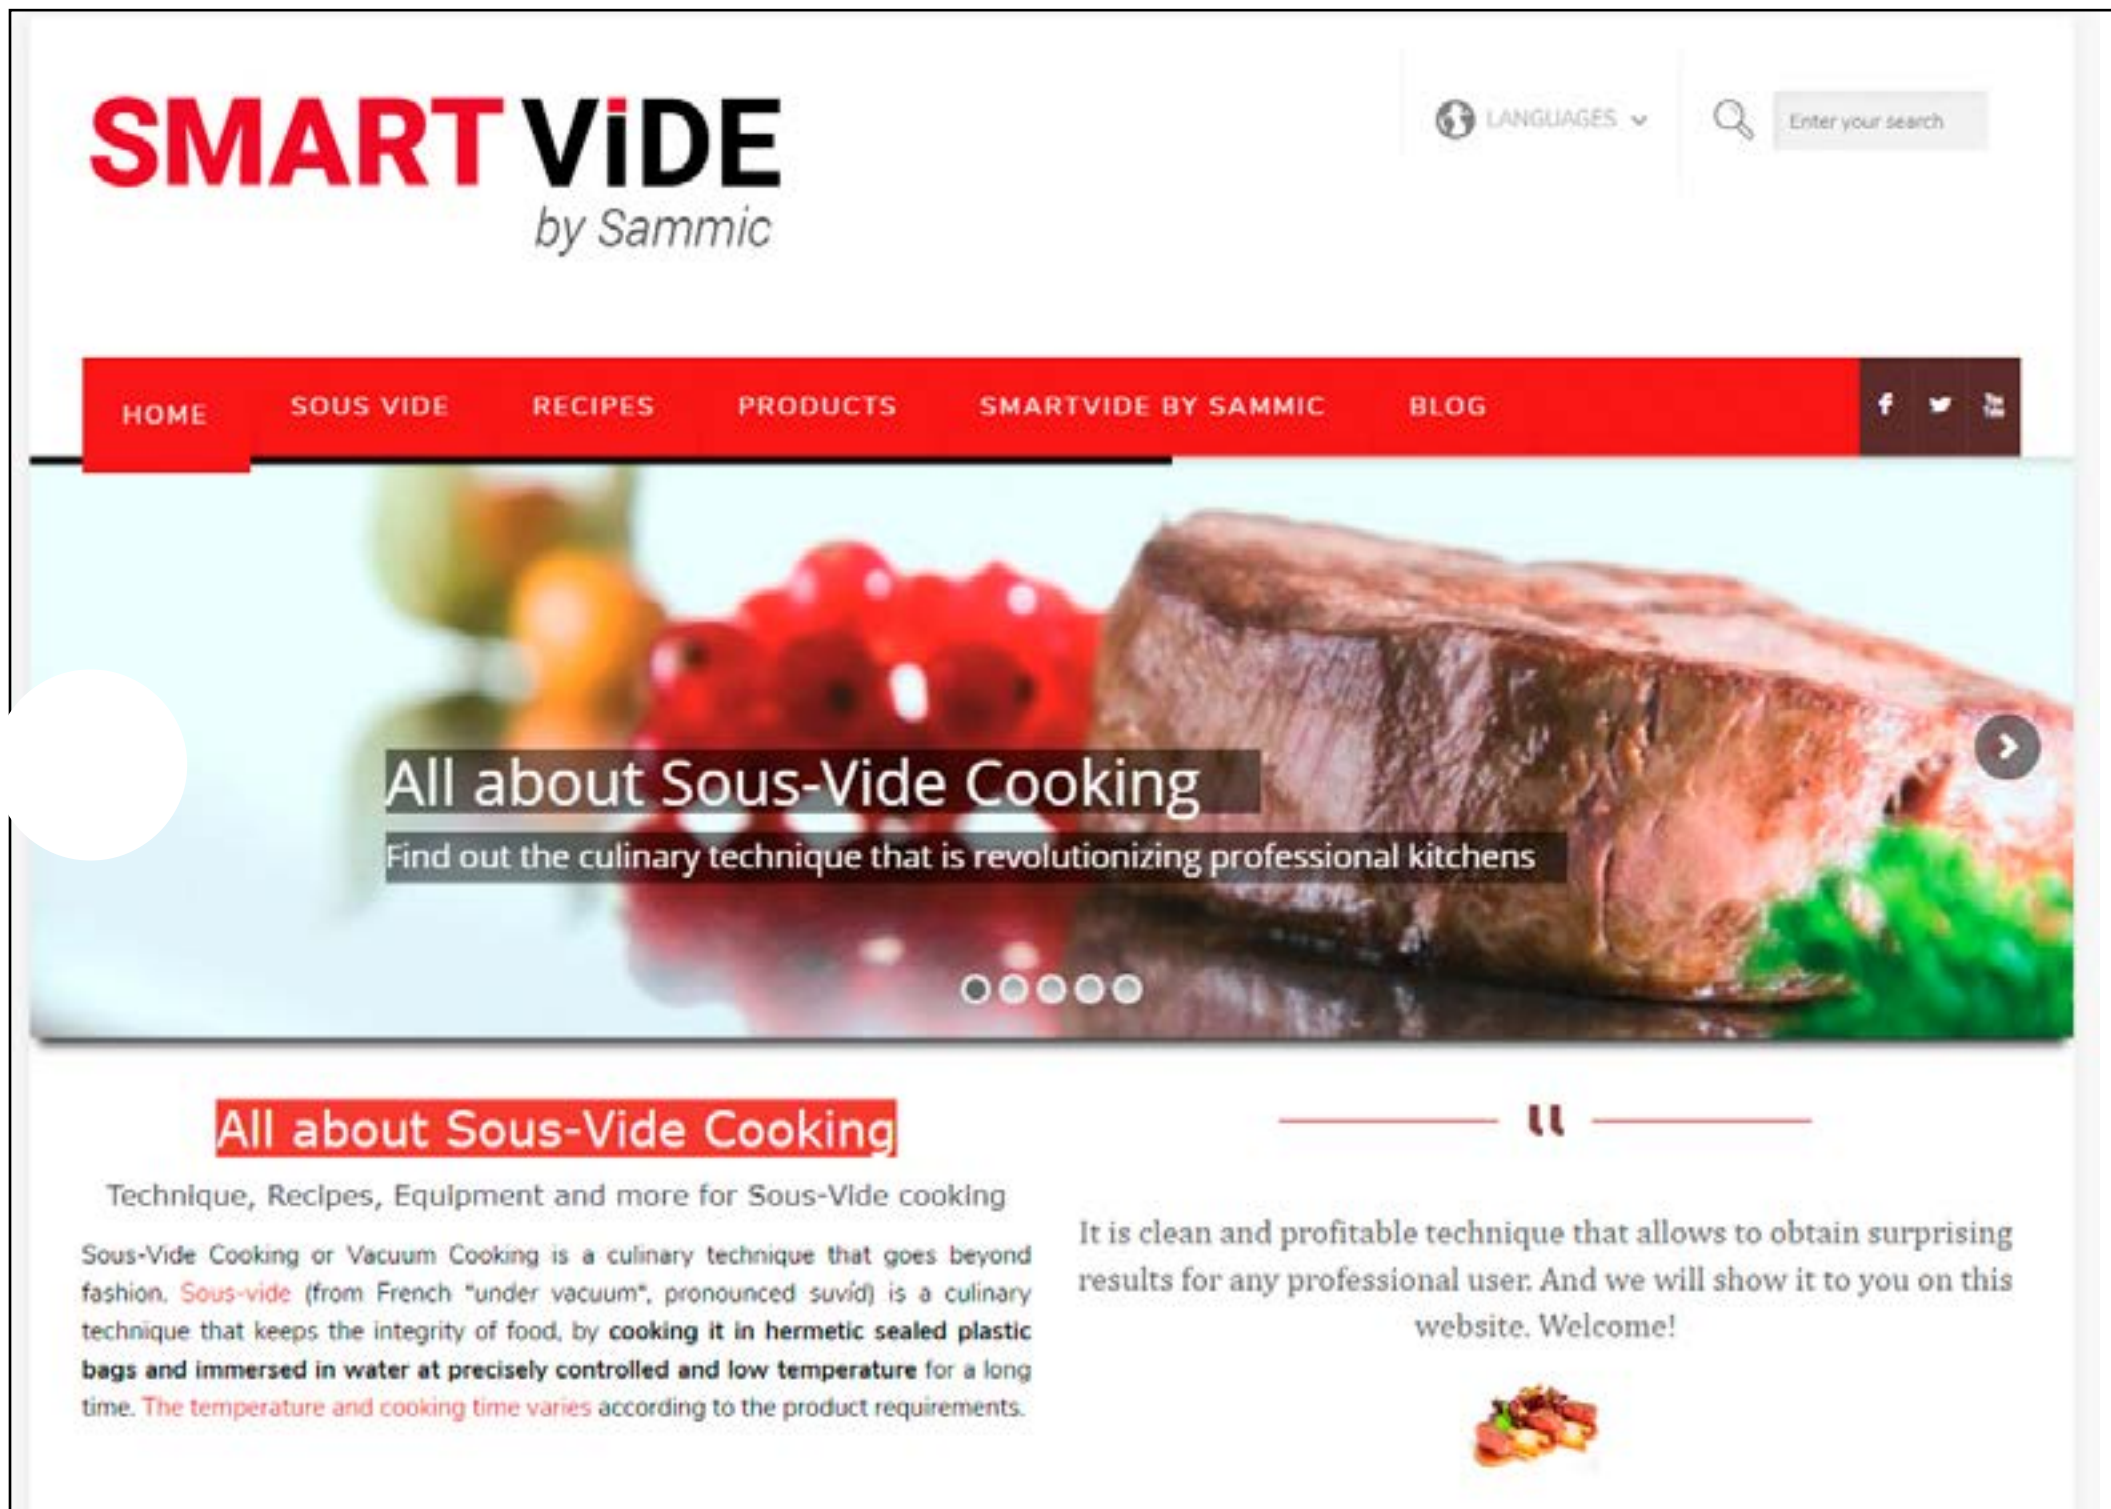 SMART ViDE
by Sammic
LANGUAGES
Enter your search
HOME SOUS VIDE RECIPES PRODUCTS SMARTVIDE BY SAMMIC BLOG
f You Tube
All about Sous-Vide Cooking
Find out the culinary technique that is revolutionizing professional kitchens
All about Sous-Vide Cooking
Technique, Recipes, Equipment and more for Sous-Vide cooking
Sous-Vide Cooking or Vacuum Cooking is a culinary technique that goes beyond
fashion. Sous-vide (from French "under vacuum", pronounced suvíd) is a culinary
technique that keeps the integrity of food, by cooking it in hermetic sealed plastic
bags and immersed in water at precisely controlled and low temperature for a long
time. The temperature and cooking time varies according to the product requirements.
It is clean and profitable technique that allows to obtain surprising
results for any professional user. And we will show it to you on this
website. Welcome!